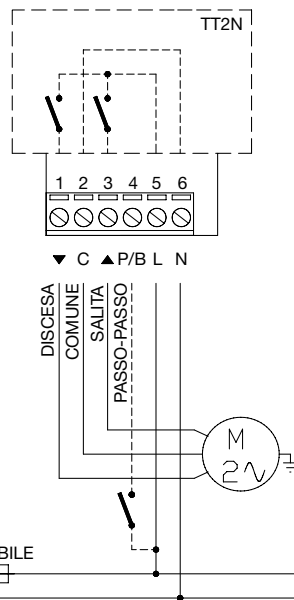 TT2N
1 2 3 4 5 6
▼ C ▲ P/B L N
DISCESA
COMUNE
SALITA
PASSO-PASSO
M
2∿
BILE